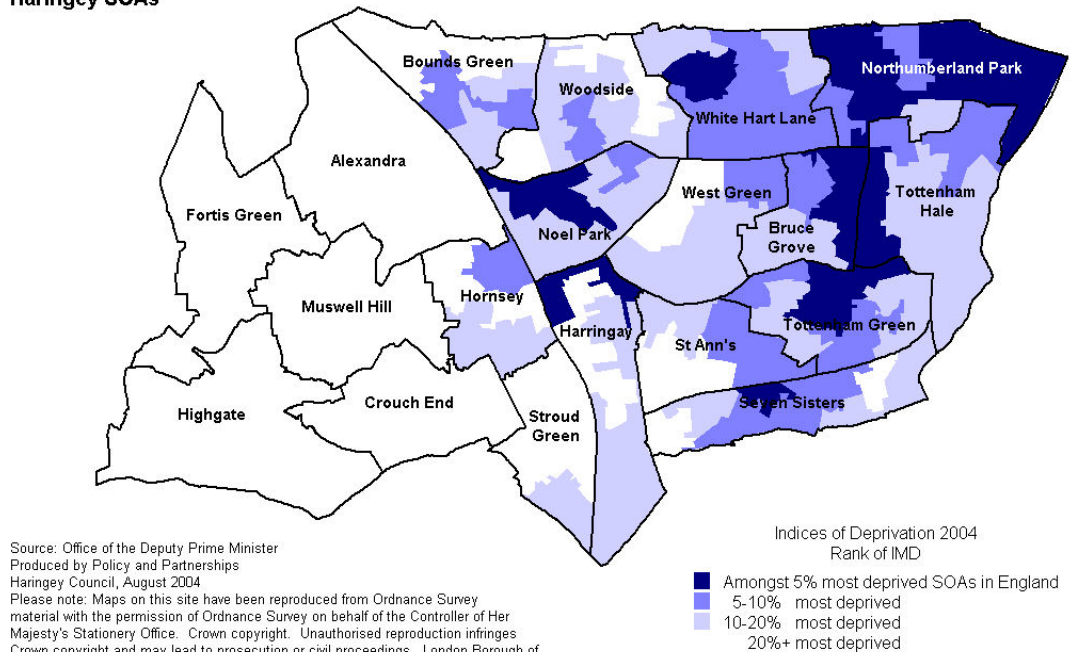 Haringey SOAs
Bounds Green
Northumberland Park
Woodside
White Hart Lane
Alexandra
West Green
Tottenham
Hale
Fortis Green
Noel Park
Bruce
Grove
Muswell Hill
Hornsey
Harringay
Tottenham Green
St Ann's
Highgate
Crouch End
Seven Sisters
Stroud
Green
Source: Office of the Deputy Prime Minister
Produced by Policy and Partnerships
Haringey Council, August 2004
Please note: Maps on this site have been reproduced from Ordnance Survey
material with the permission of Ordnance Survey on behalf of the Controller of Her
Majesty's Stationery Office. Crown copyright. Unauthorised reproduction infringes
Crown copyright and may lead to prosecution or civil proceedings. London Borough of
Indices of Deprivation 2004
Rank of IMD
Amongst 5% most deprived SOAs in England
5-10% most deprived
10-20% most deprived
20%+ most deprived